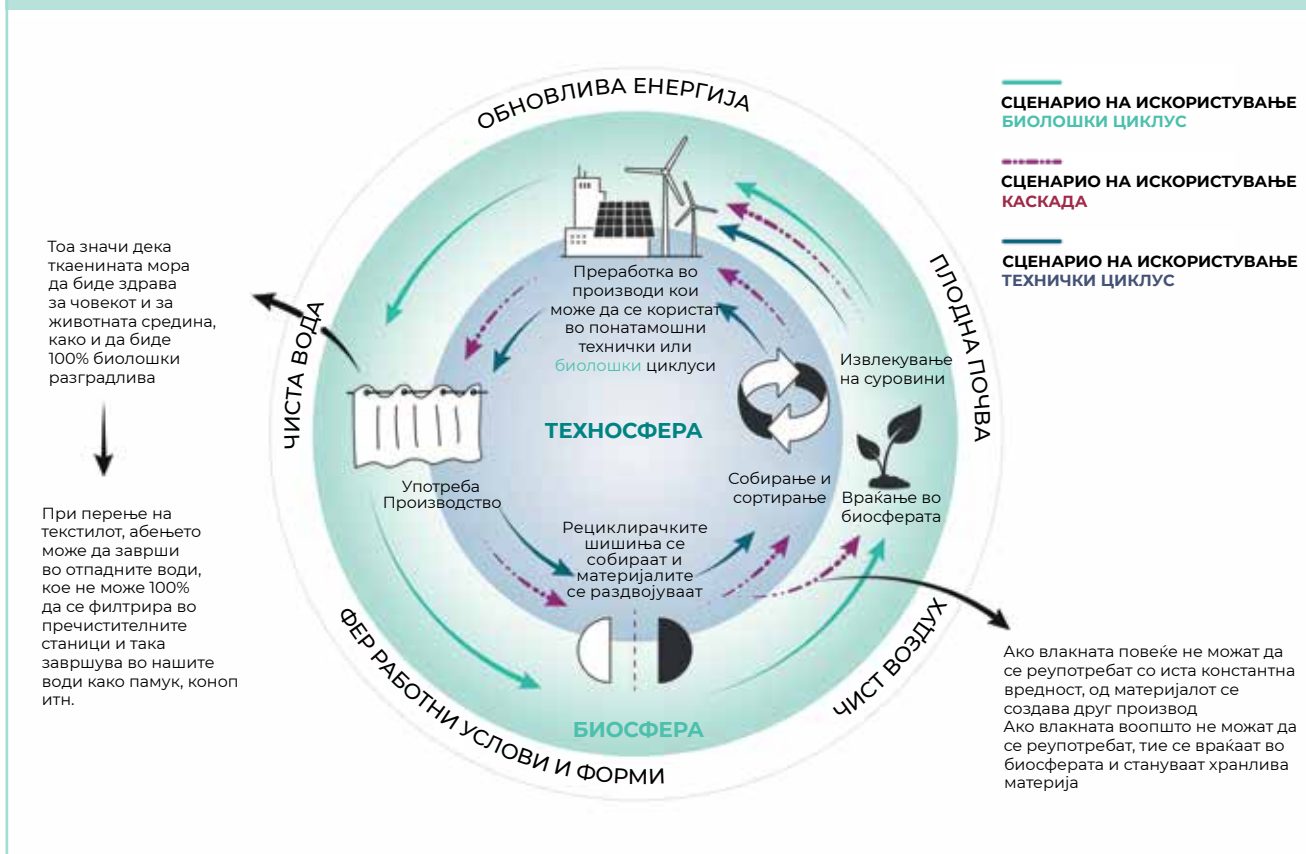 ОБНОВЛИВА ЕНЕРГИЈА
ПЛОДНА ПОЧВА
ЧИСТ ВОЗДУХ
ФЕР РАБОТНИ УСЛОВИ И ФОРМИ
ЧИСТА ВОДА
СЦЕНАРИО НА ИСКОРИСТУВАЊЕ
БИОЛОШКИ ЦИКЛУС
СЦЕНАРИО НА ИСКОРИСТУВАЊЕ
КАСКАДА
СЦЕНАРИО НА ИСКОРИСТУВАЊЕ
ТЕХНИЧКИ ЦИКЛУС
Тоа значи дека
ткаенината мора
да биде здрава
за човекот и за
животната средина,
како и да биде
100% биолошки
разградлива
При перење на
текстилот, абењето
може да заврши
во отпадните води,
кое не може 100%
да се филтрира во
пречистителните
станици и така
завршува во нашите
води како памук, коноп
итн.
Преработка во
производи кои
може да се користат
во понатамошни
технички или
биолошки циклуси
ТЕХНОСФЕРА
Извлекување
на суровини
Собирање и
сортирање
Враќање во
биосферата
Употреба
Производство
Рециклирачките
шишиња се
собираат и
материјалите
се раздвојуваат
БИОСФЕРА
Ако влакната повеќе не можат да
се реупотребат со иста константна
вредност, од материјалот се
создава друг производ
Ако влакната воопшто не можат да
се реупотребат, тие се враќаат во
биосферата и стануваат хранлива
материја